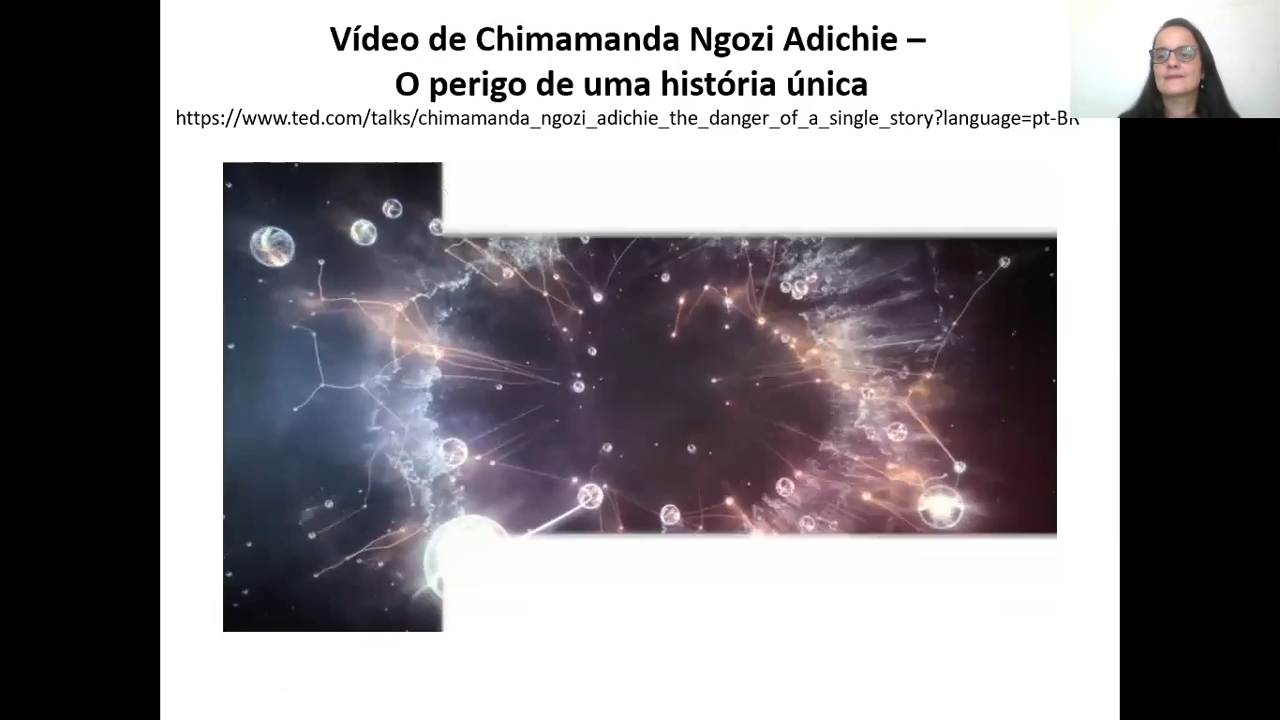 Vídeo de Chimamanda Ngozi Adichie –
O perigo de uma história única
https://www.ted.com/talks/chimamanda_ngozi_adichie_the_danger_of_a_single_story?language=pt-BR